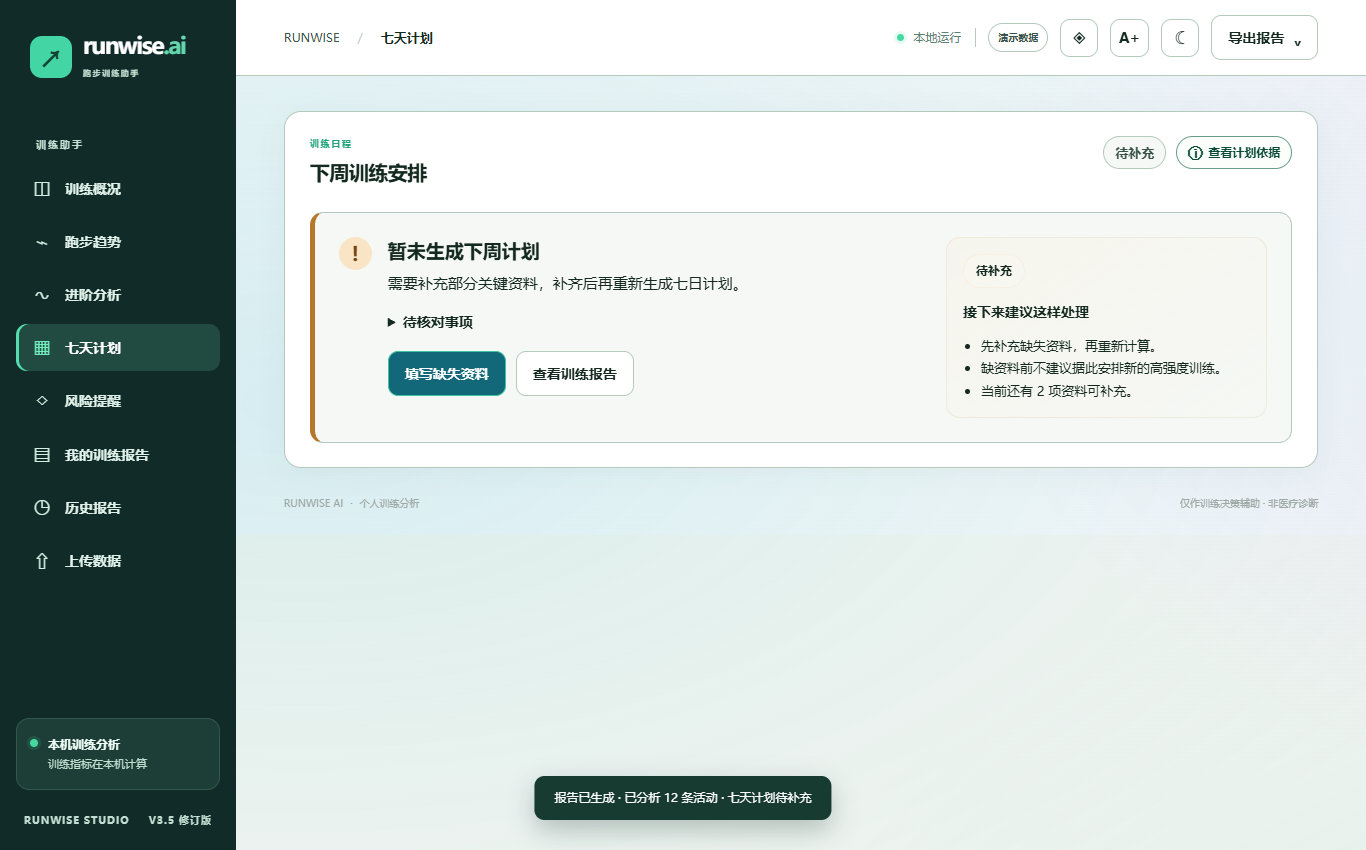 runwise.ai
跑步训练助手
训练助手
训练概况
跑步趋势
进阶分析
七天计划
风险提醒
我的训练报告
历史报告
上传数据
本机训练分析
训练指标在本机计算
RUNWISE STUDIO V3.5 修订版
RUNWISE / 七天计划
本地运行
演示数据
A+
导出报告
训练日程
下周训练安排
待补充
查看计划依据
!
暂未生成下周计划
需要补充部分关键资料，补齐后再重新生成七日计划。
待核对事项
填写缺失资料
查看训练报告
待补充
接下来建议这样处理
• 先补充缺失资料，再重新计算。
• 缺资料前不建议据此安排新的高强度训练。
• 当前还有 2 项资料可补充。
RUNWISE AI · 个人训练分析
仅作训练决策辅助 · 非医疗诊断
报告已生成 · 已分析 12 条活动 · 七天计划待补充